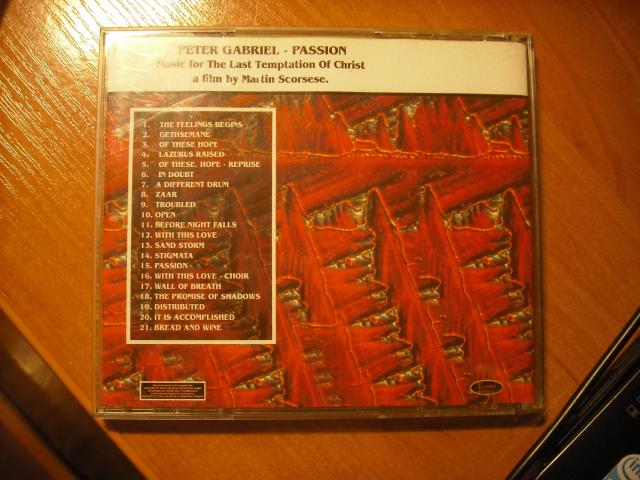 PETER GABRIEL - PASSION
Music for The Last Temptation Of Christ
a film by Martin Scorsese.
1. THE FEELINGS BEGINS
2. GETHSEMANE
3. OF THESE HOPE
4. LAZURUS RAISED
5. OF THESE, HOPE - REPRISE
6. IN DOUBT
7. A DIFFERENT DRUM
8. ZAAR
9. TROUBLED
10. OPEN
11. BEFORE NIGHT FALLS
12. WITH THIS LOVE
13. SAND STORM
14. STIGMATA
15. PASSION
16. WITH THIS LOVE - CHOIR
17. WALL OF BREATH
18. THE PROMISE OF SHADOWS
19. DISTRIBUTED
20. IT IS ACCOMPLISHED
21. BREAD AND WINE